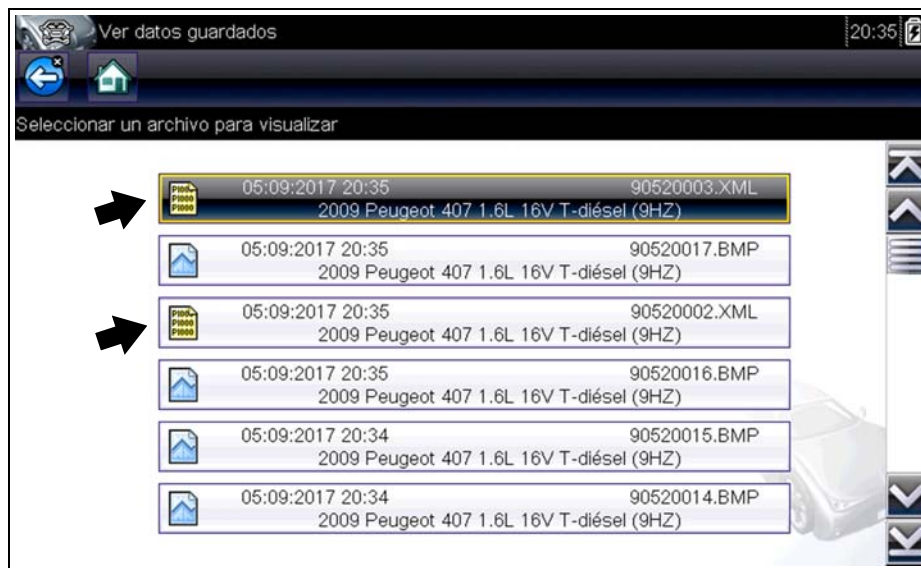 Ver datos guardados 20:35
Seleccionar un archivo para visualizar
05:09:2017 20:35 90520003.XML
2009 Peugeot 407 1.6L 16V T-diésel (9HZ)
05:09:2017 20:35 90520017.BMP
2009 Peugeot 407 1.6L 16V T-diésel (9HZ)
05:09:2017 20:35 90520002.XML
2009 Peugeot 407 1.6L 16V T-diésel (9HZ)
05:09:2017 20:35 90520016.BMP
2009 Peugeot 407 1.6L 16V T-diésel (9HZ)
05:09:2017 20:34 90520015.BMP
2009 Peugeot 407 1.6L 16V T-diésel (9HZ)
05:09:2017 20:34 90520014.BMP
2009 Peugeot 407 1.6L 16V T-diésel (9HZ)